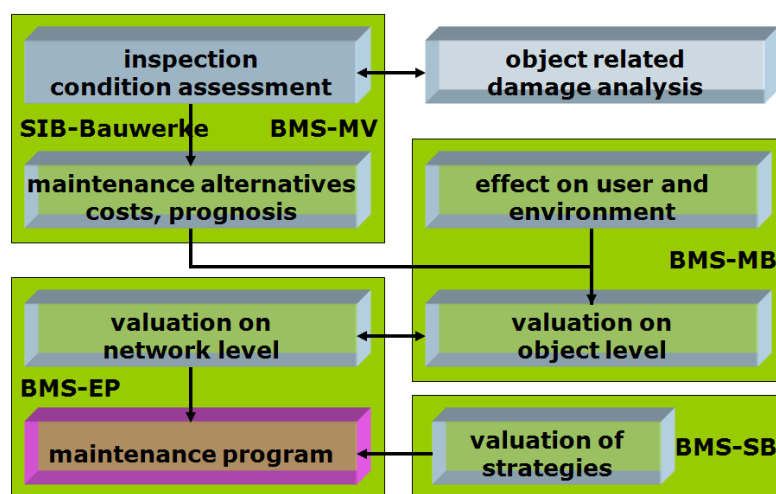 inspection
condition assessment
object related
damage analysis
SIB-Bauwerke
BMS-MV
maintenance alternatives
costs, prognosis
effect on user and
environment
BMS-MB
valuation on
network level
valuation on
object level
BMS-EP
maintenance program
valuation of
strategies
BMS-SB